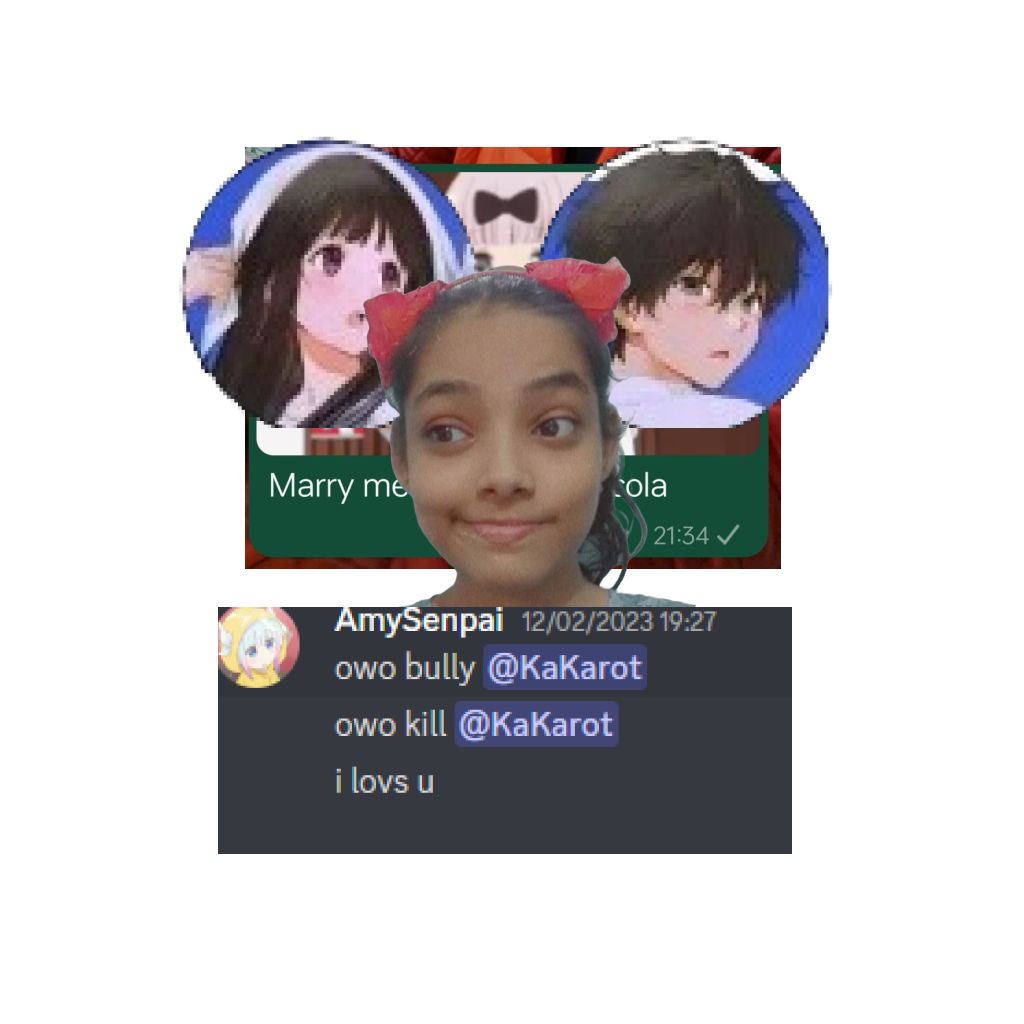 Marry me
cola
21:34
AmySenpai 12/02/2023 19:27
owo bully @KaKarot
owo kill @KaKarot
i lovs u